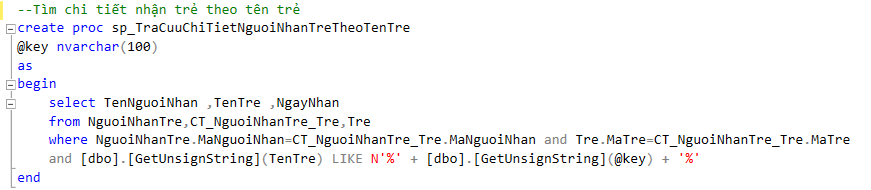 --Tìm chi tiết nhận trẻ theo tên trẻ
create proc sp_TraCuuChiTietNguoiNhanTreTheoTenTre
@key nvarchar(100)
as
begin
select TenNguoiNhan ,TenTre ,NgayNhan
from NguoiNhanTre,CT_NguoiNhanTre_Tre,Tre
where NguoiNhanTre.MaNguoiNhan=CT_NguoiNhanTre_Tre.MaNguoiNhan and Tre.MaTre=CT_NguoiNhanTre_Tre.MaTre
and [dbo].[GetUnsignString](TenTre) LIKE N'%' + [dbo].[GetUnsignString](@key) + '%'
end